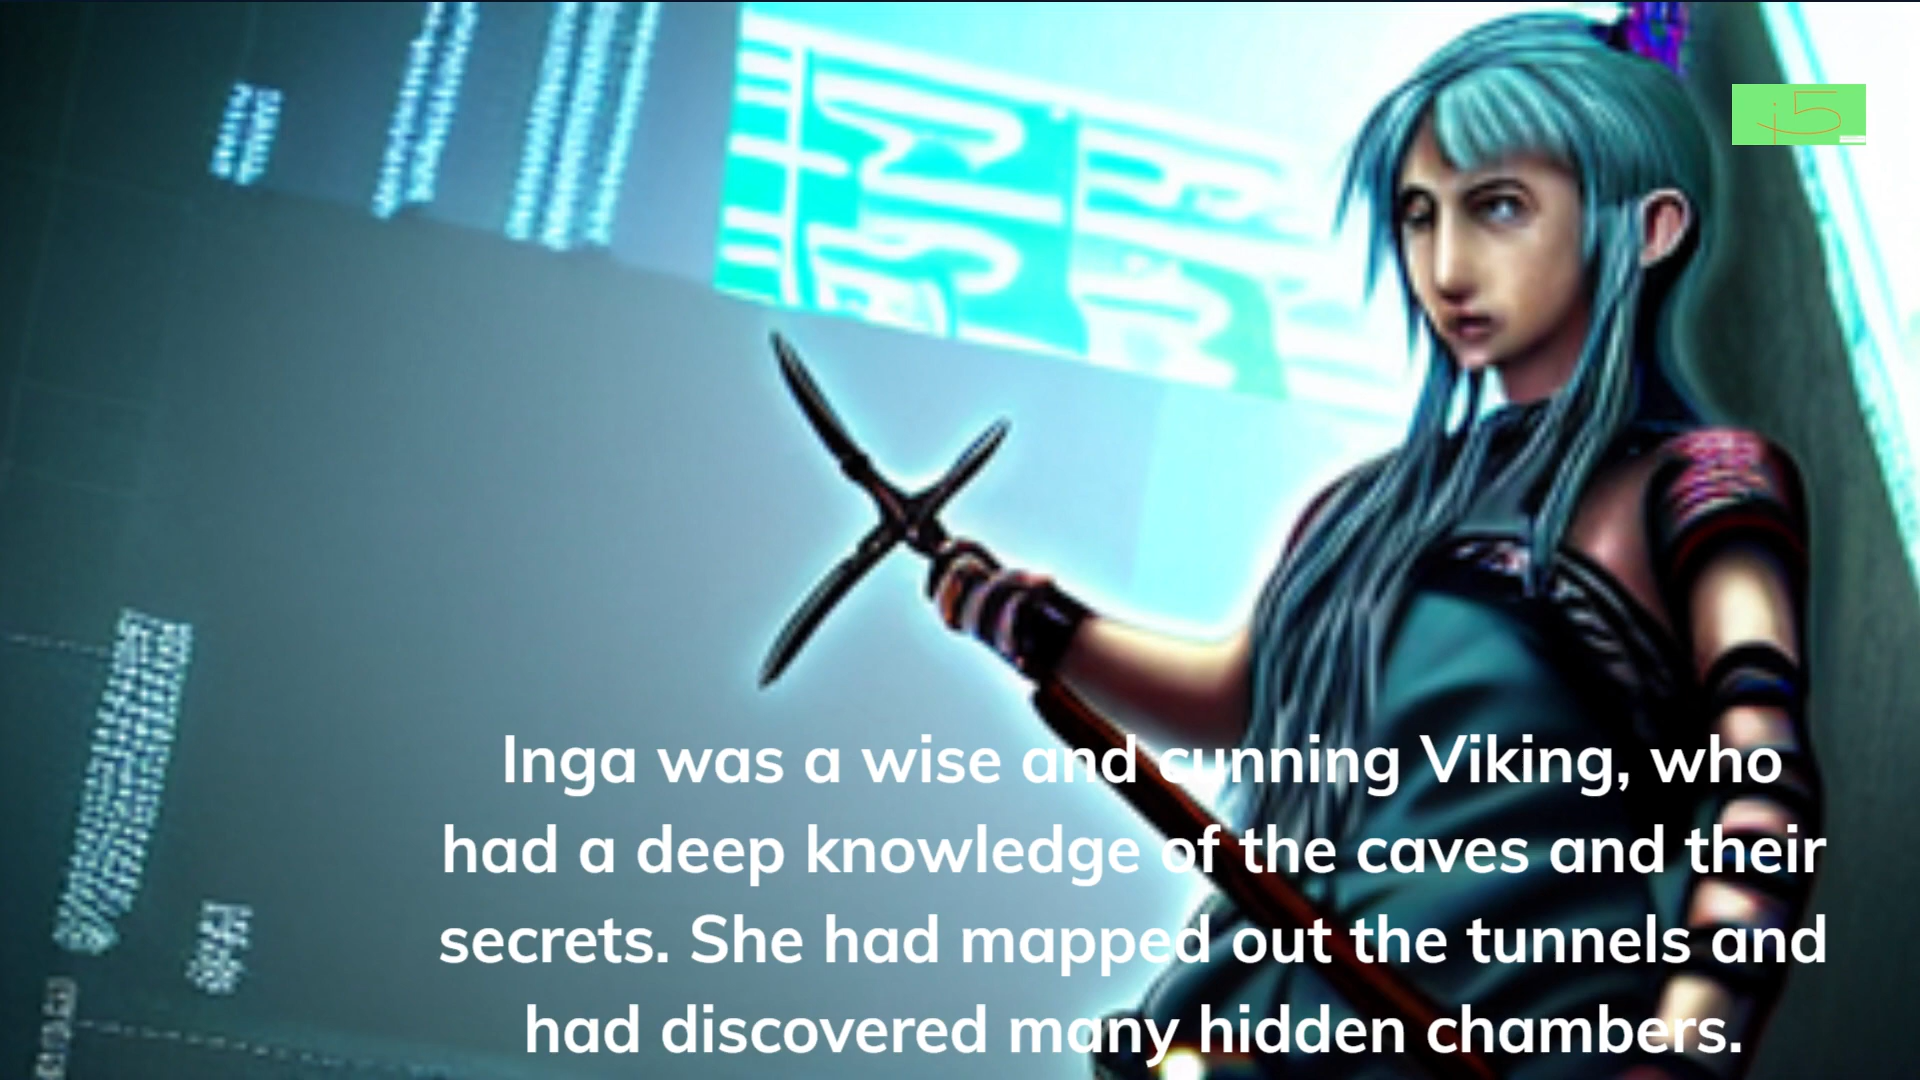 i5
Inga was a wise and cunning Viking, who
had a deep knowledge of the caves and their
secrets. She had mapped out the tunnels and
had discovered many hidden chambers.